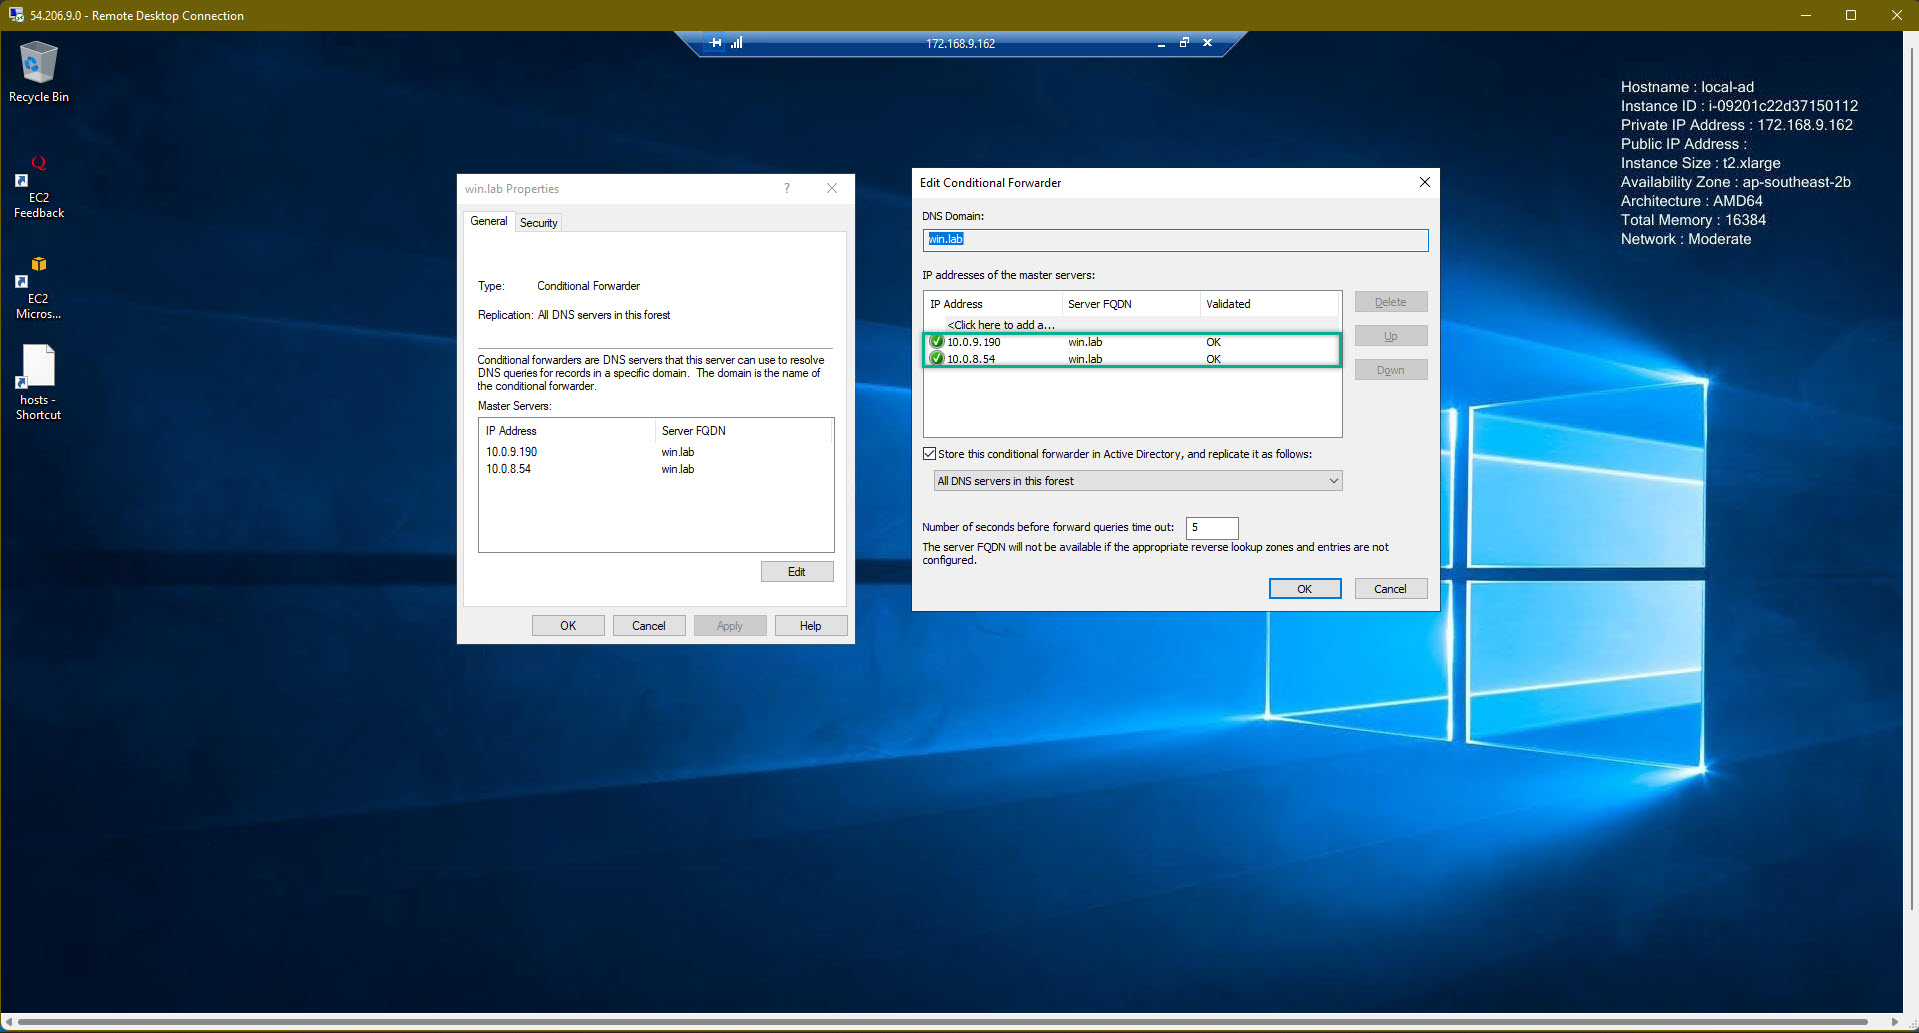 54.206.9.0 - Remote Desktop Connection
172.168.9.162
Recycle Bin
EC2
Feedback
EC2
Micros...
hosts -
Shortcut
Hostname : local-ad
Instance ID : i-09201c22d37150112
Private IP Address : 172.168.9.162
Public IP Address :
Instance Size : t2.xlarge
Availability Zone : ap-southeast-2b
Architecture : AMD64
Total Memory : 16384
Network : Moderate
win.lab Properties
?
General
Security
Type:
Conditional Forwarder
Replication:
All DNS servers in this forest
Conditional forwarders are DNS servers that this server can use to resolve
DNS queries for records in a specific domain. The domain is the name of
the conditional forwarder.
Master Servers:
IP Address
Server FQDN
10.0.9.190
win.lab
10.0.8.54
win.lab
Edit
OK
Cancel
Apply
Help
Edit Conditional Forwarder
DNS Domain:
win.lab
IP addresses of the master servers:
IP Address
Server FQDN
Validated
<Click here to add a...
10.0.9.190
win.lab
OK
10.0.8.54
win.lab
OK
Delete
Up
Down
Store this conditional forwarder in Active Directory, and replicate it as follows:
All DNS servers in this forest
Number of seconds before forward queries time out:
5
The server FQDN will not be available if the appropriate reverse lookup zones and entries are not
configured.
OK
Cancel